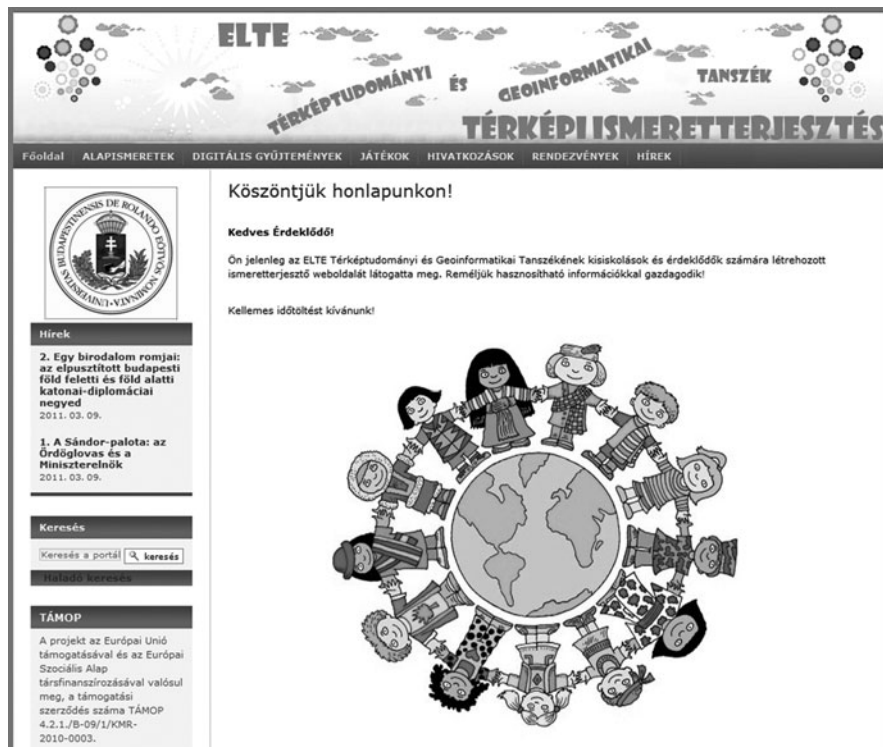 ELTE
TÉRKÉPTUDOMÁNYI
ÉS
GEOINFORMATIKAI
TANSZÉK
TÉRKÉPI ISMERETTERJESZTÉS
Főoldal ALAPISMERETEK DIGITÁLIS GYŰJTEMÉNYEK JÁTÉKOK HIVATKOZÁSOK RENDEZVÉNYEK HÍREK
UNIVERSITAS BUDAPESTINENSIS DE ROLANDO EÖTVÖS NOMINATA
Hírek
2. Egy birodalom romjai:
az elpusztított budapesti
föld feletti és föld alatti
katonai-diplomáciai
negyed
2011. 03. 09.
1. A Sándor-palota: az
Ördöglovas és a
Miniszterelnök
2011. 03. 09.
Keresés
Keresés a portál keresés
Haladó keresés
TÁMOP
A projekt az Európai Unió
támogatásával és az Európai
Szociális Alap
társfinanszírozásával valósul
meg, a támogatási
szerződés száma TÁMOP
4.2.1./B-09/1/KMR-
2010-0003.
Köszöntjük honlapunkon!
Kedves Érdeklődő!
Ön jelenleg az ELTE Térképtudományi és Geoinformatikai Tanszékének kisiskolások és érdeklődők számára létrehozott
ismeretterjesztő weboldalát látogatta meg. Reméljük hasznosítható információkkal gazdagodik!
Kellemes időtöltést kívánunk!